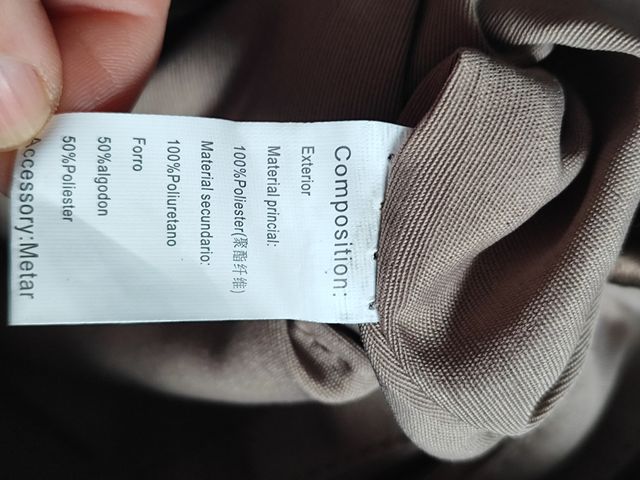 Composition:
Exterior
Material princial:
100%Poliester(聚酯纤维)
Material secundario:
100%Poliuretano
Forro
50%algodon
50%Poliester
Accessory:Metar